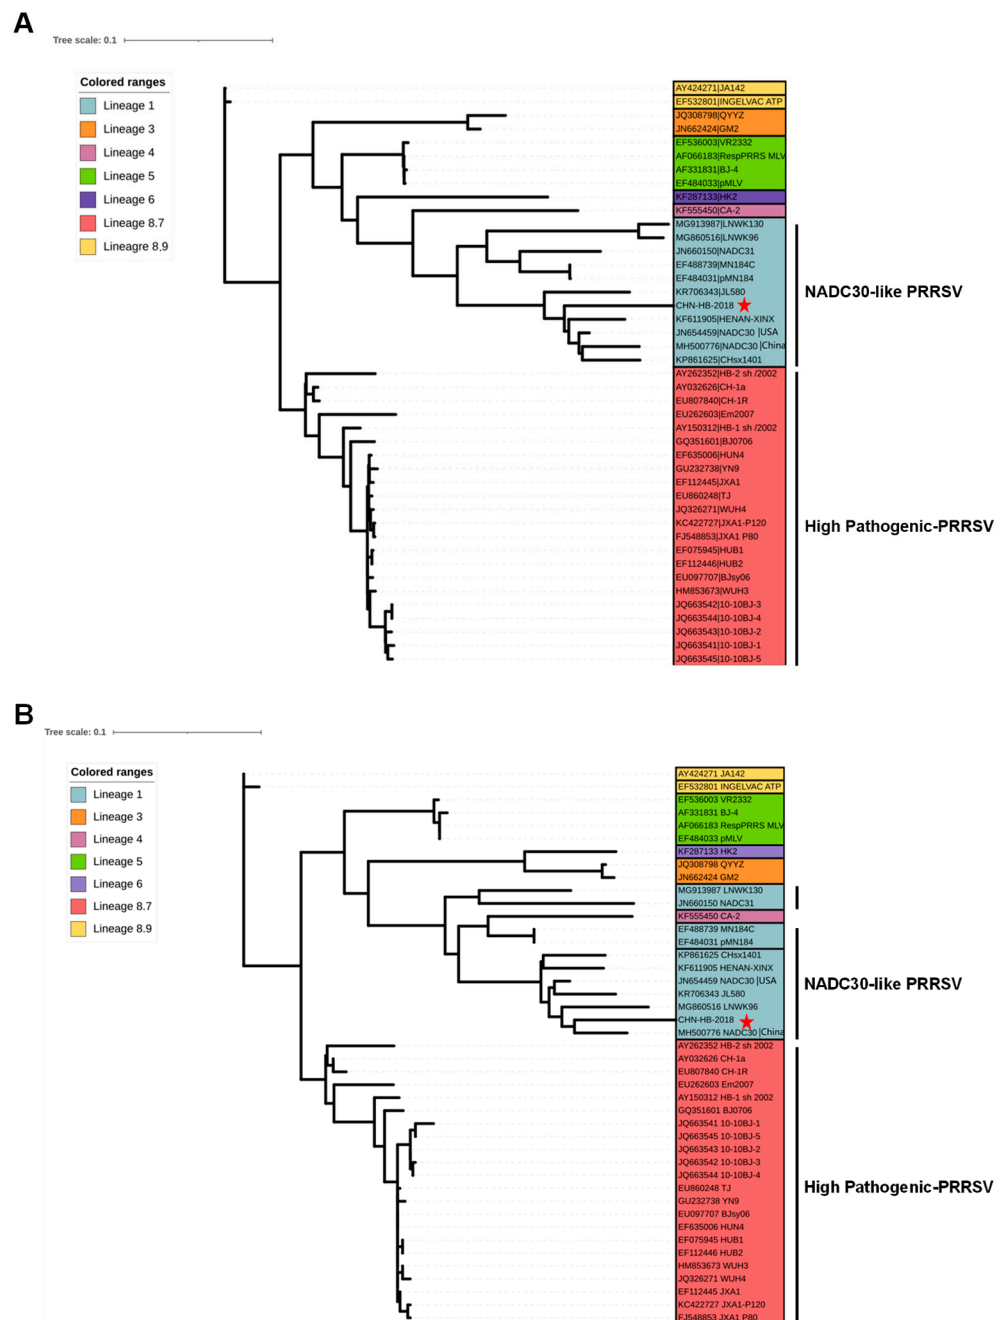 A
Tree scale: 0.1
Colored ranges
Lineage 1
Lineage 3
Lineage 4
Lineage 5
Lineage 6
Lineage 8.7
Lineagre 8.9
AY424271|JA142
EF532801|INGELVAC ATP
JQ308798|QYYZ
JN662424|GM2
EF536003|VR2332
AF066183|RespPRRS MLV
AF331831|BJ-4
EF484033|pMLV
KF287133|HK2
KF555450|CA-2
MG913987|LNWK130
MG860516|LNWK96
JN660150|NADC31
EF488739|MN184C
EF484031|pMN184
KR706343|JL580
CHN-HB-2018
KF611905|HENAN-XINX
JN654459|NADC30 |USA
MH500776|NADC30 |China
KP861625|CHsx1401
NADC30-like PRRSV
AY262352|HB-2 sh /2002
AY032626|CH-1a
EU807840|CH-1R
EU262603|Em2007
AY150312|HB-1 sh /2002
GQ351601|BJ0706
EF635006|HUN4
GU232738|YN9
EF112445|JXA1
EU860248|TJ
JQ326271|WUH4
KC422727|JXA1-P120
FJ548853|JXA1 P80
EF075945|HUB1
EF112446|HUB2
EU097707|BJsy06
HM853673|WUH3
JQ663542|10-10BJ-3
JQ663544|10-10BJ-4
JQ663543|10-10BJ-2
JQ663541|10-10BJ-1
JQ663545|10-10BJ-5
High Pathogenic-PRRSV
B
Tree scale: 0.1
Colored ranges
Lineage 1
Lineage 3
Lineage 4
Lineage 5
Lineage 6
Lineage 8.7
Lineage 8.9
AY424271 JA142
EF532801 INGELVAC ATP
EF536003 VR2332
AF331831 BJ-4
AF066183 RespPRRS MLV
EF484033 pMLV
KF287133 HK2
JQ308798 QYYZ
JN662424 GM2
MG913987 LNWK130
JN660150 NADC31
KF555450 CA-2
EF488739 MN184C
EF484031 pMN184
KP861625 CHsx1401
KF611905 HENAN-XINX
JN654459 NADC30 |USA
KR706343 JL580
MG860516 LNWK96
CHN-HB-2018
MH500776 NADC30 |China
NADC30-like PRRSV
AY262352 HB-2 sh 2002
AY032626 CH-1a
EU807840 CH-1R
EU262603 Em2007
AY150312 HB-1 sh 2002
GQ351601 BJ0706
JQ663541 10-10BJ-1
JQ663545 10-10BJ-5
JQ663543 10-10BJ-2
JQ663542 10-10BJ-3
JQ663544 10-10BJ-4
EU860248 TJ
GU232738 YN9
EU097707 BJsy06
EF635006 HUN4
EF075945 HUB1
EF112446 HUB2
HM853673 WUH3
JQ326271 WUH4
EF112445 JXA1
KC422727 JXA1-P120
FJ548853 JXA1 P80
High Pathogenic-PRRSV